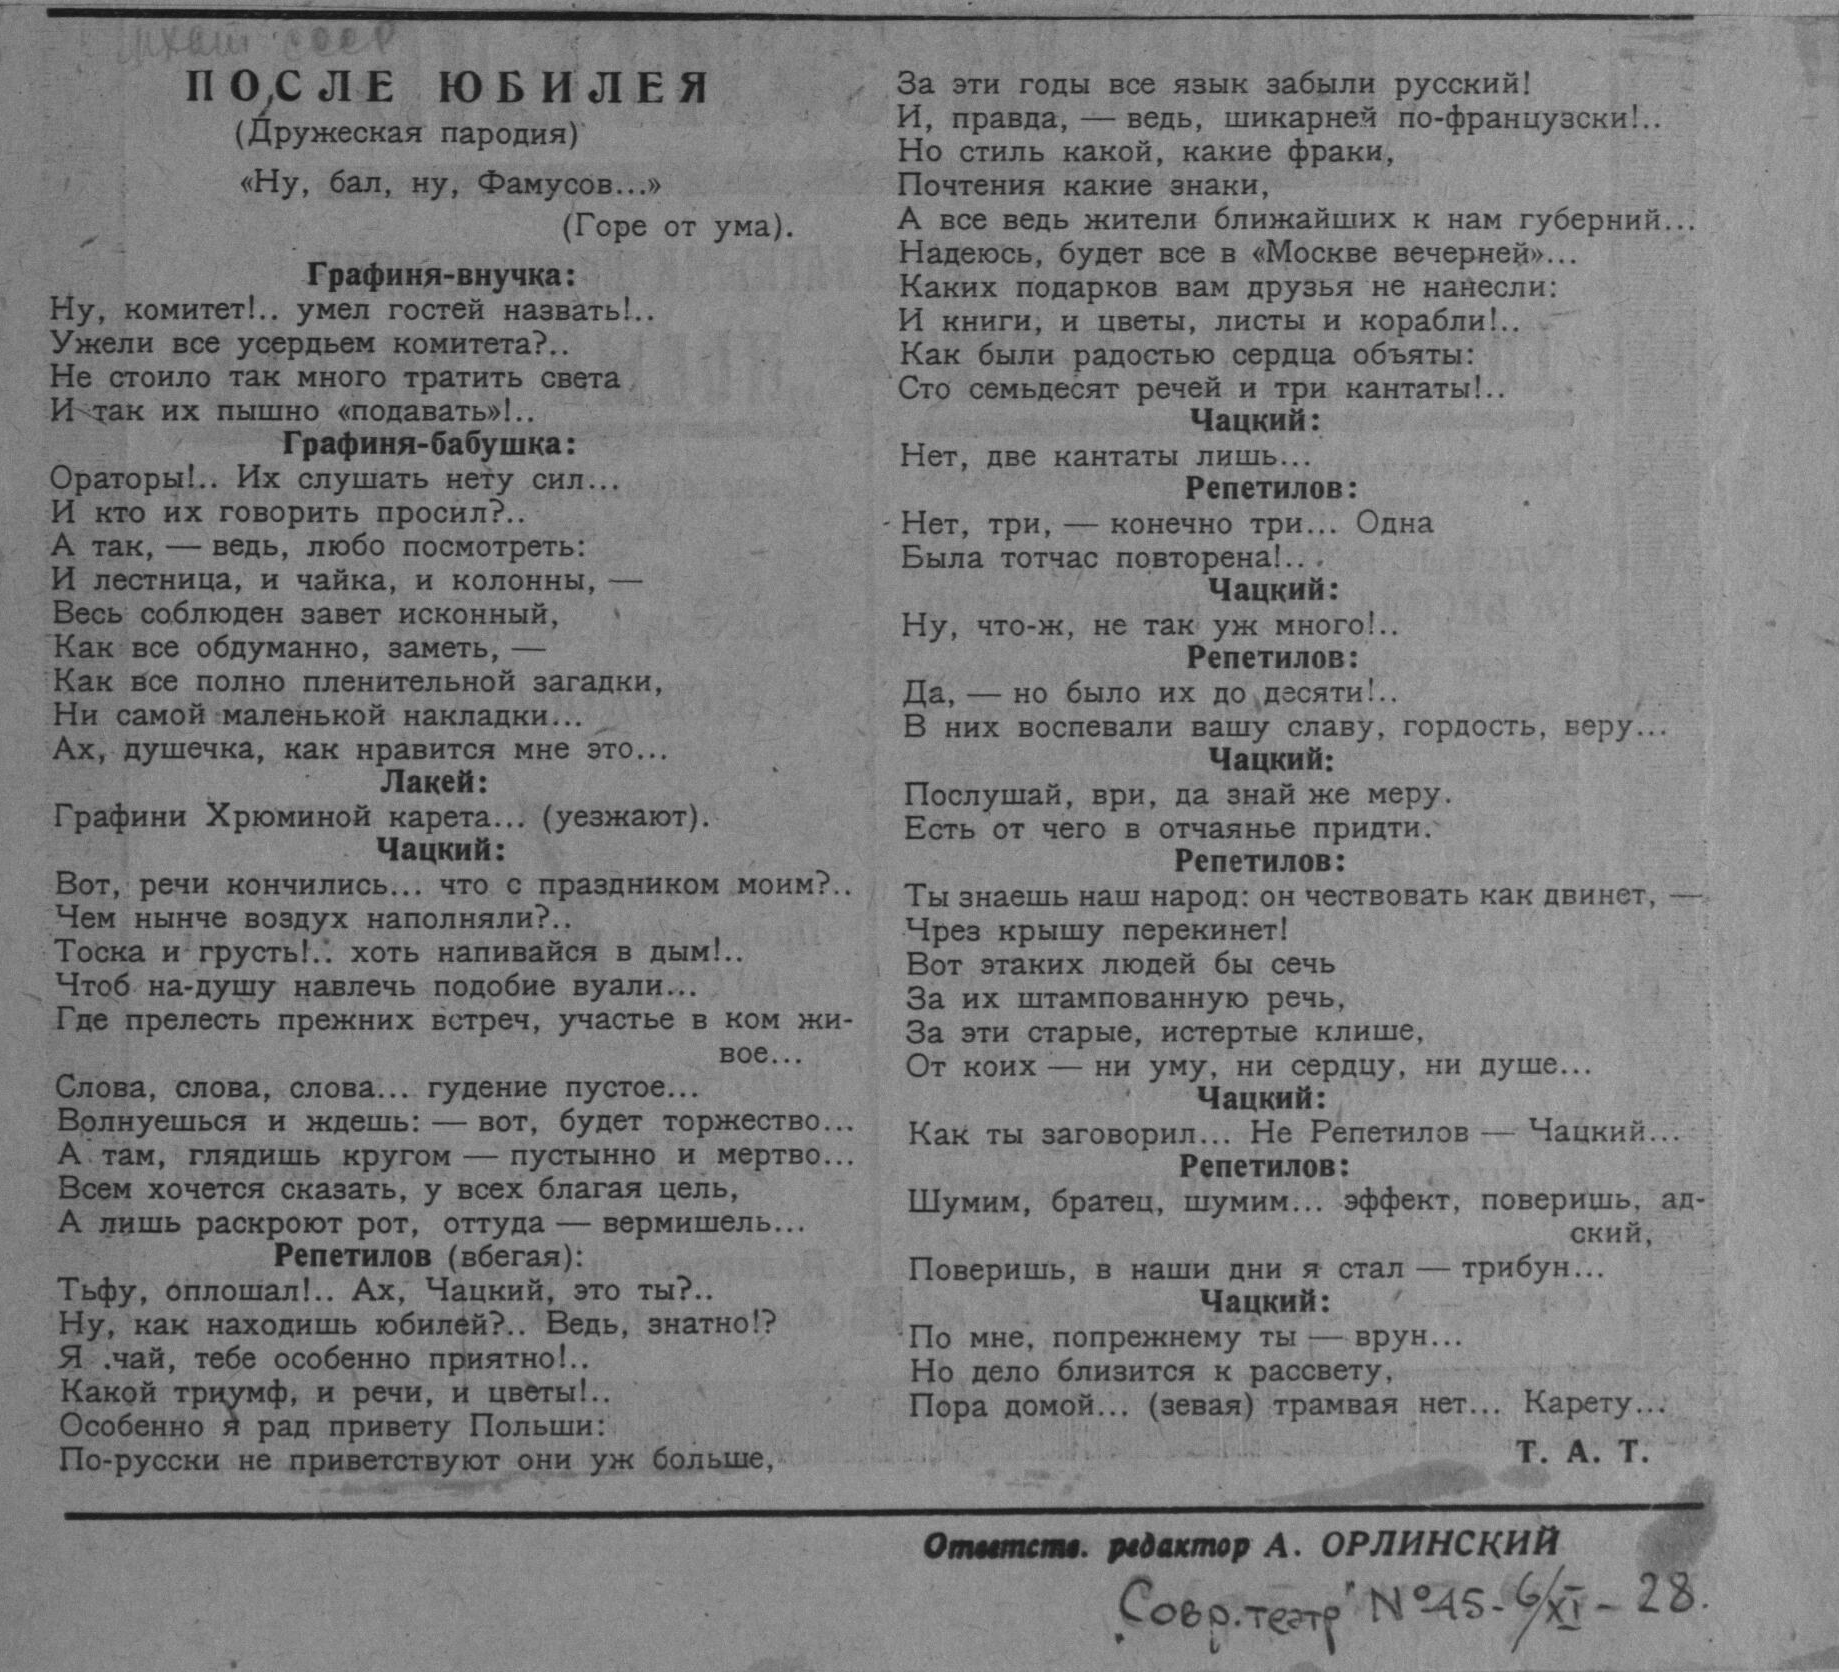 МХАТ СССР
ПОСЛЕ ЮБИЛЕЯ
(Дружеская пародия)
«Ну, бал, ну, Фамусов...»
(Горе от ума).
Графиня-внучка:
Ну, комитет!.. умел гостей назвать!..
Ужели все усердьем комитета?..
Не стоило так много тратить света
И так их пышно «подавать»!..
Графиня-бабушка:
Ораторы!.. Их слушать нету сил...
И кто их говорить просил?..
А так, — ведь, любо посмотреть:
И лестница, и чайка, и колонны, —
Весь соблюден завет исконный,
Как все обдуманно, заметь, —
Как все полно пленительной загадки,
Ни самой маленькой накладки...
Ах, душечка, как нравится мне это...
Лакей:
Графини Хрюминой карета... (уезжают).
Чацкий:
Вот, речи кончились... что с праздником моим?..
Чем нынче воздух наполняли?..
Тоска и грусть!.. хоть напивайся в дым!..
Чтоб на-душу навлечь подобие вуали...
Где прелесть прежних встреч, участье в ком жи-
вое...
Слова, слова, слова... гудение пустое...
Волнуешься и ждешь: — вот, будет торжество...
А там, глядишь кругом — пустынно и мертво...
Всем хочется сказать, у всех благая цель,
А лишь раскроют рот, оттуда — вермишель...
Репетилов (вбегая):
Тьфу, оплошал!.. Ах, Чацкий, это ты?..
Ну, как находишь юбилей?.. Ведь, знатно!?
Я .чай, тебе особенно приятно!..
Какой триумф, и речи, и цветы!..
Особенно я рад привету Польши:
По-русски не приветствуют они уж больше,
За эти годы все язык забыли русский!
И, правда, — ведь, шикарней по-французски!..
Но стиль какой, какие фраки,
Почтения какие знаки,
А все ведь жители ближайших к нам губерний...
Надеюсь, будет все в «Москве вечерней»...
Каких подарков вам друзья не нанесли:
И книги, и цветы, листы и корабли!..
Как были радостью сердца объяты:
Сто семьдесят речей и три кантаты!..
Чацкий:
Нет, две кантаты лишь...
Репетилов:
Нет, три, — конечно три... Одна
Была тотчас повторена!...
Чацкий:
Ну, что-ж, не так уж много!..
Репетилов:
Да, — но было их до десяти!..
В них воспевали вашу славу, гордость, веру...
Чацкий:
Послушай, ври, да знай же меру.
Есть от чего в отчаянье придти.
Репетилов:
Ты знаешь наш народ: он чествовать как двинет, —
Чрез крышу перекинет!
Вот этаких людей бы сечь
За их штампованную речь,
За эти старые, истертые клише,
От коих — ни уму, ни сердцу, ни душе...
Чацкий:
Как ты заговорил... Не Репетилов — Чацкий...
Репетилов:
Шумим, братец, шумим... эффект, поверишь, ад-
ский,
Поверишь, в наши дни я стал — трибун...
Чацкий:
По мне, попрежнему ты — врун...
Но дело близится к рассвету,
Пора домой... (зевая) трамвая нет... Карету...
Т. А. Т.
Ответств. редактор А. ОРЛИНСКИЙ
"Совр. театр" № 45 - 6/XI - 28.